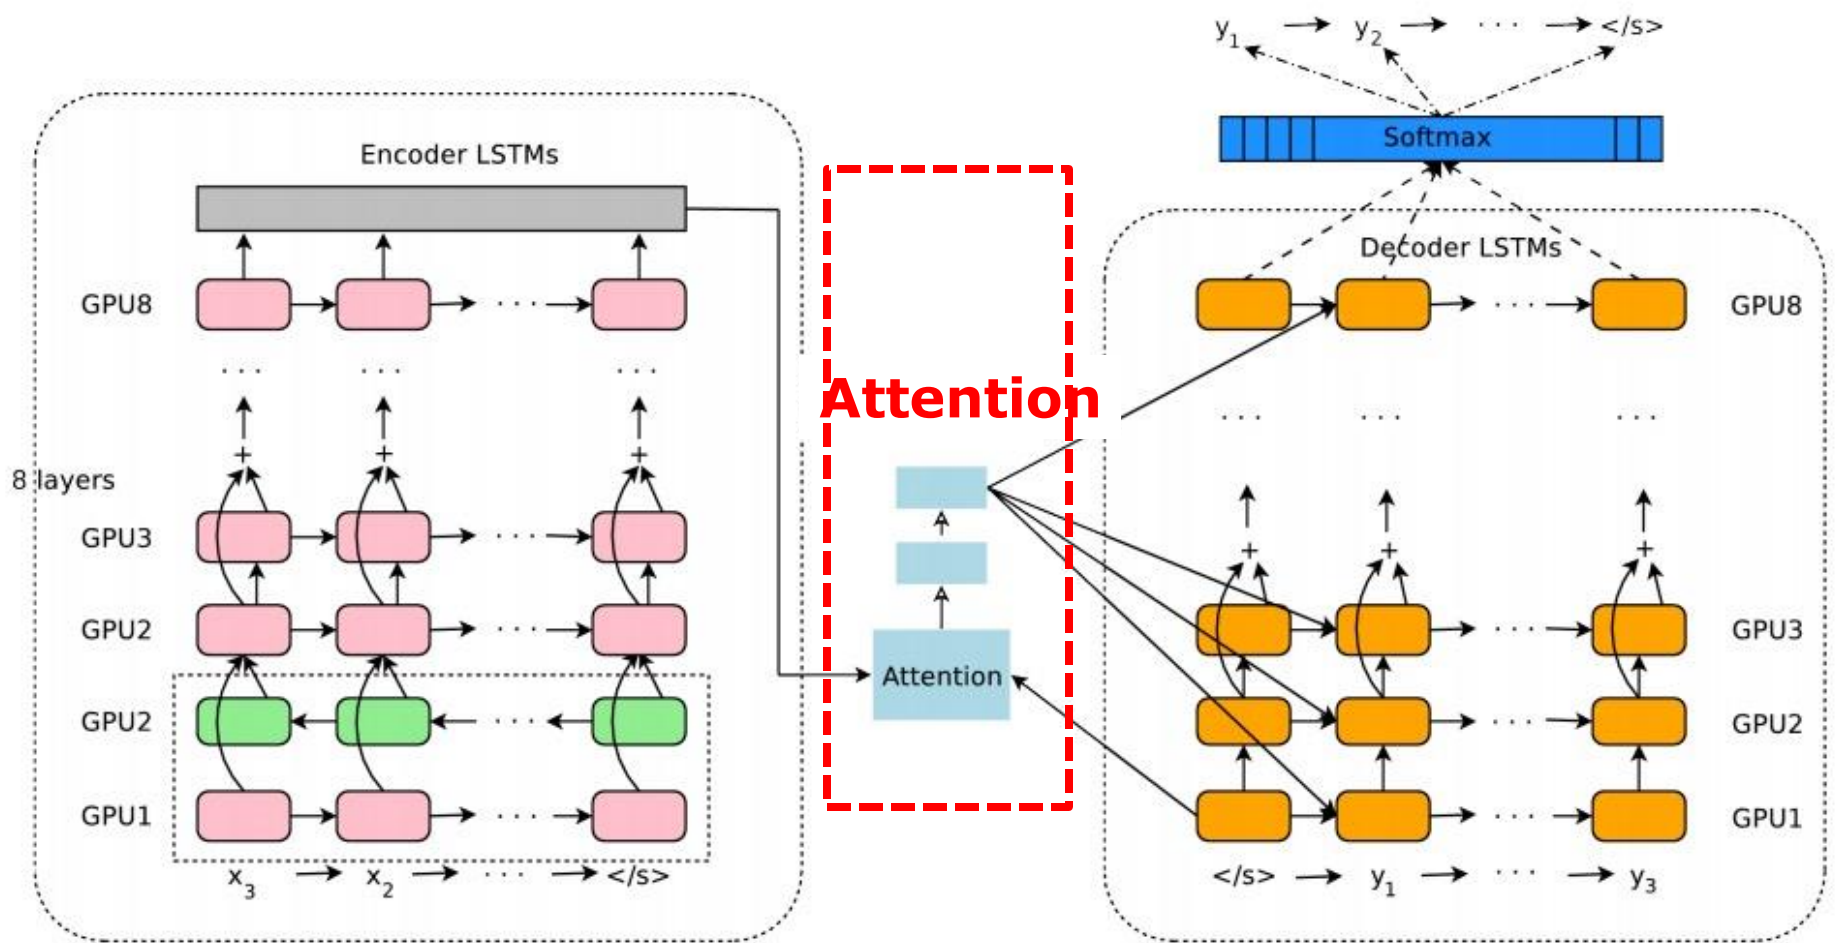 y1 y2 ... </s>
Softmax
Encoder LSTMs
Decoder LSTMs
GPU8 ... GPU8
... ...
Attention
+ + +
8 layers
GPU3 ...
+ + +
GPU2 ... GPU3
Attention
GPU2 ... GPU2
GPU1 ... GPU1
x3 x2 ... </s>
</s> y1 ... y3